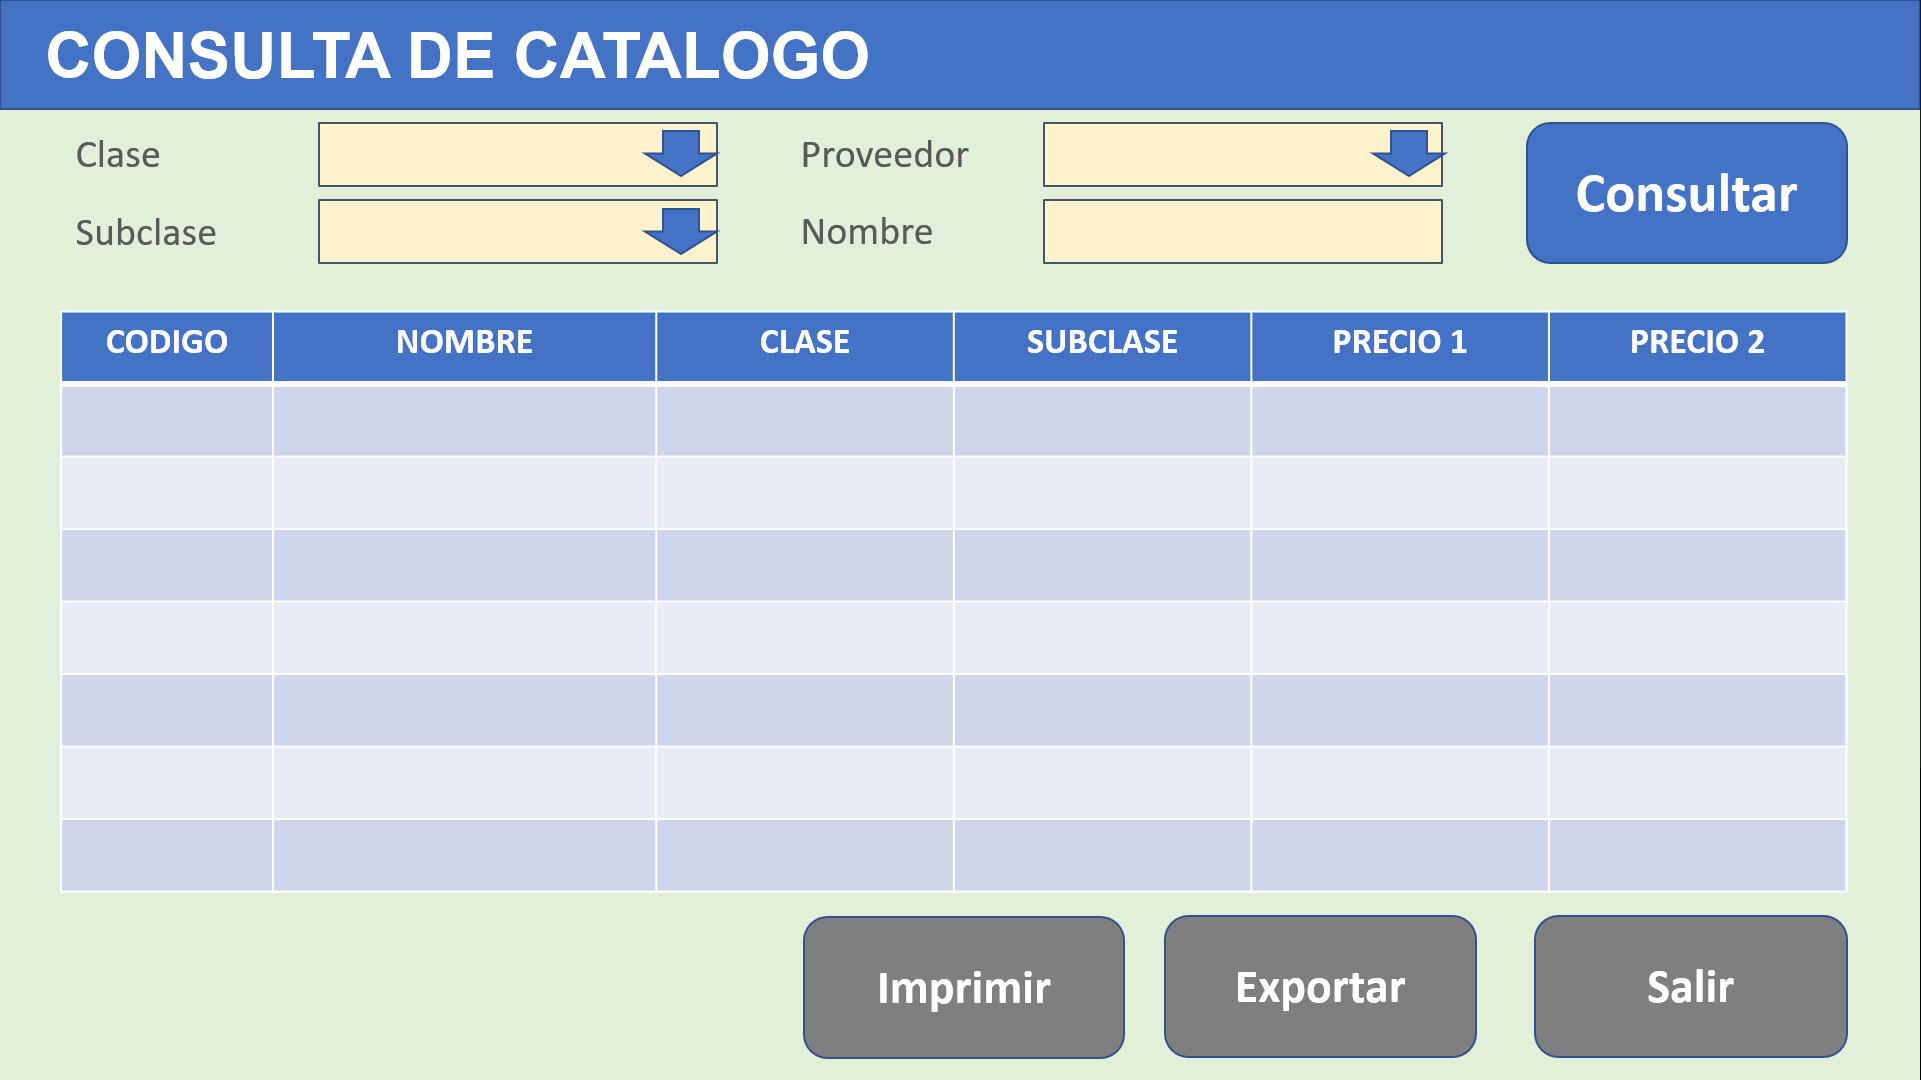 CONSULTA DE CATALOGO
Clase
Proveedor
Consultar
Subclase
Nombre
CODIGO NOMBRE CLASE SUBCLASE PRECIO 1 PRECIO 2
Imprimir
Exportar
Salir